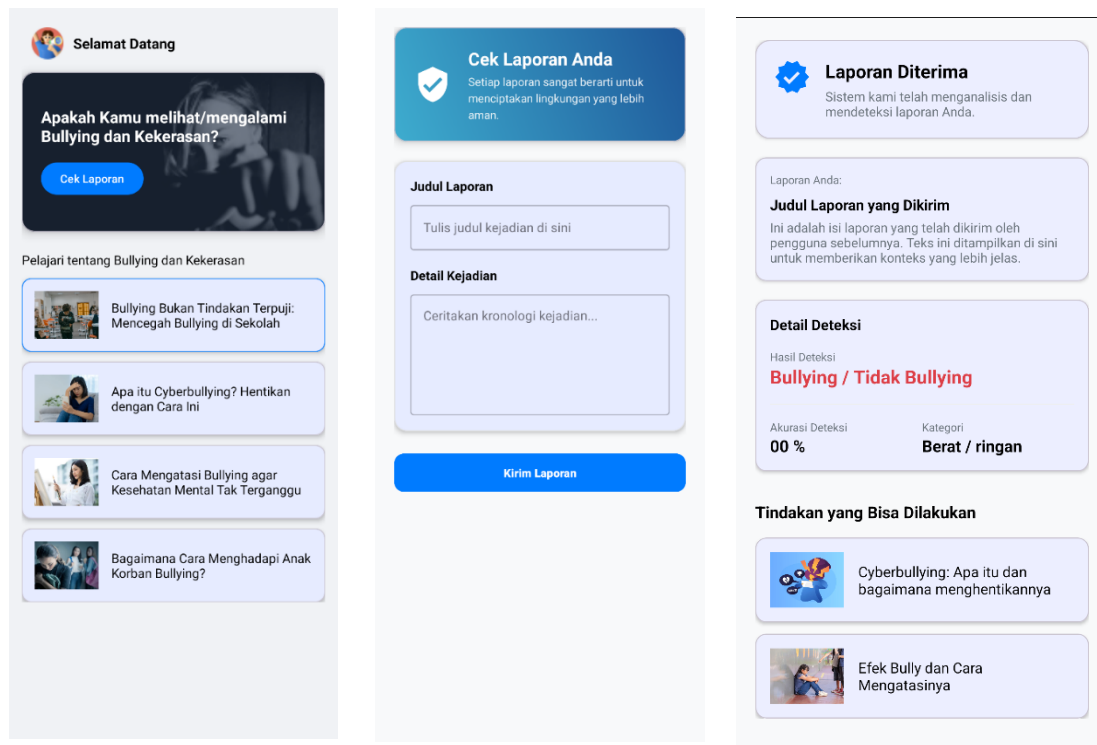 Selamat Datang
Apakah Kamu melihat/mengalami
Bullying dan Kekerasan?
Cek Laporan
Pelajari tentang Bullying dan Kekerasan
Bullying Bukan Tindakan Terpuji:
Mencegah Bullying di Sekolah
Apa itu Cyberbullying? Hentikan
dengan Cara Ini
Cara Mengatasi Bullying agar
Kesehatan Mental Tak Terganggu
Bagaimana Cara Menghadapi Anak
Korban Bullying?
Cek Laporan Anda
Setiap laporan sangat berarti untuk
menciptakan lingkungan yang lebih
aman.
Judul Laporan
Tulis judul kejadian di sini
Detail Kejadian
Ceritakan kronologi kejadian...
Kirim Laporan
Laporan Diterima
Sistem kami telah menganalisis dan
mendeteksi laporan Anda.
Laporan Anda:
Judul Laporan yang Dikirim
Ini adalah isi laporan yang telah dikirim oleh
pengguna sebelumnya. Teks ini ditampilkan di sini
untuk memberikan konteks yang lebih jelas.
Detail Deteksi
Hasil Deteksi
Bullying / Tidak Bullying
Akurasi Deteksi
00 %
Kategori
Berat / ringan
Tindakan yang Bisa Dilakukan
Cyberbullying: Apa itu dan
bagaimana menghentikannya
Efek Bully dan Cara
Mengatasinya